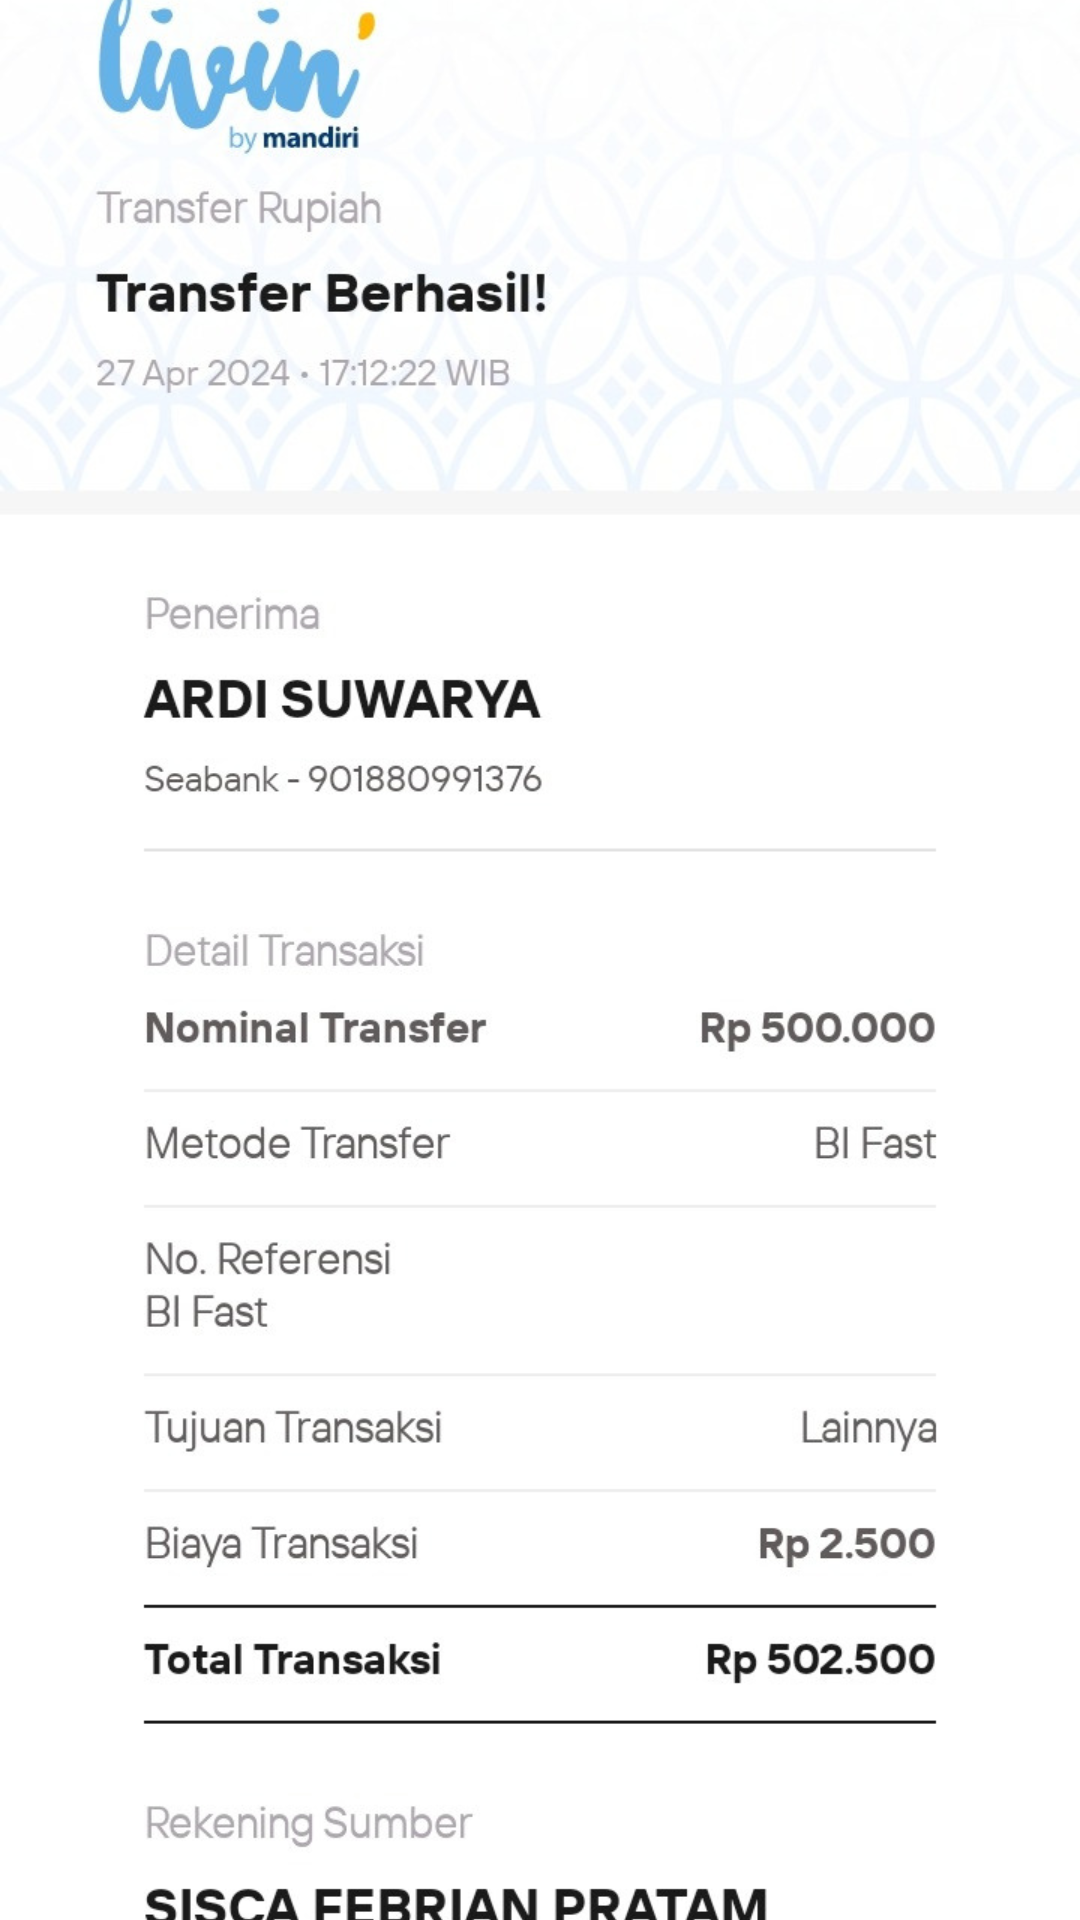 livin'
by mandiri
Transfer Rupiah
Transfer Berhasil!
27 Apr 2024 • 17:12:22 WIB
Penerima
ARDI SUWARYA
Seabank - 901880991376
Detail Transaksi
Nominal Transfer Rp 500.000
Metode Transfer BI Fast
No. Referensi
BI Fast
Tujuan Transaksi Lainnya
Biaya Transaksi Rp 2.500
Total Transaksi Rp 502.500
Rekening Sumber
SISCA FEBRIAN PRATAM